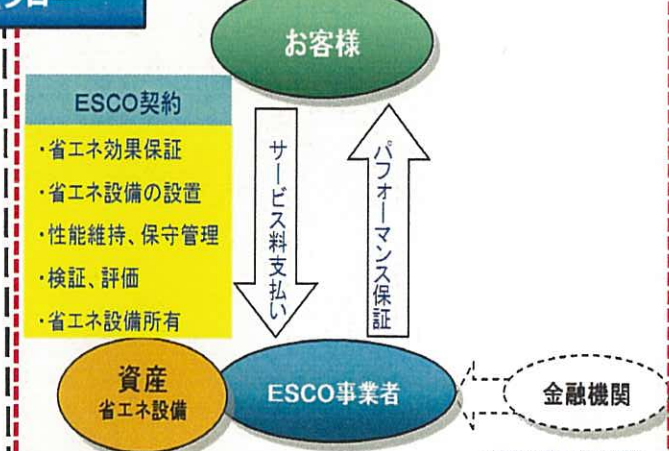 お客様
ESCO契約
・省エネ効果保証
・省エネ設備の設置
・性能維持、保守管理
・検証、評価
・省エネ設備所有
サービス料支払い
パフォーマンス保証
資産
省エネ設備
ESCO事業者
金融機関